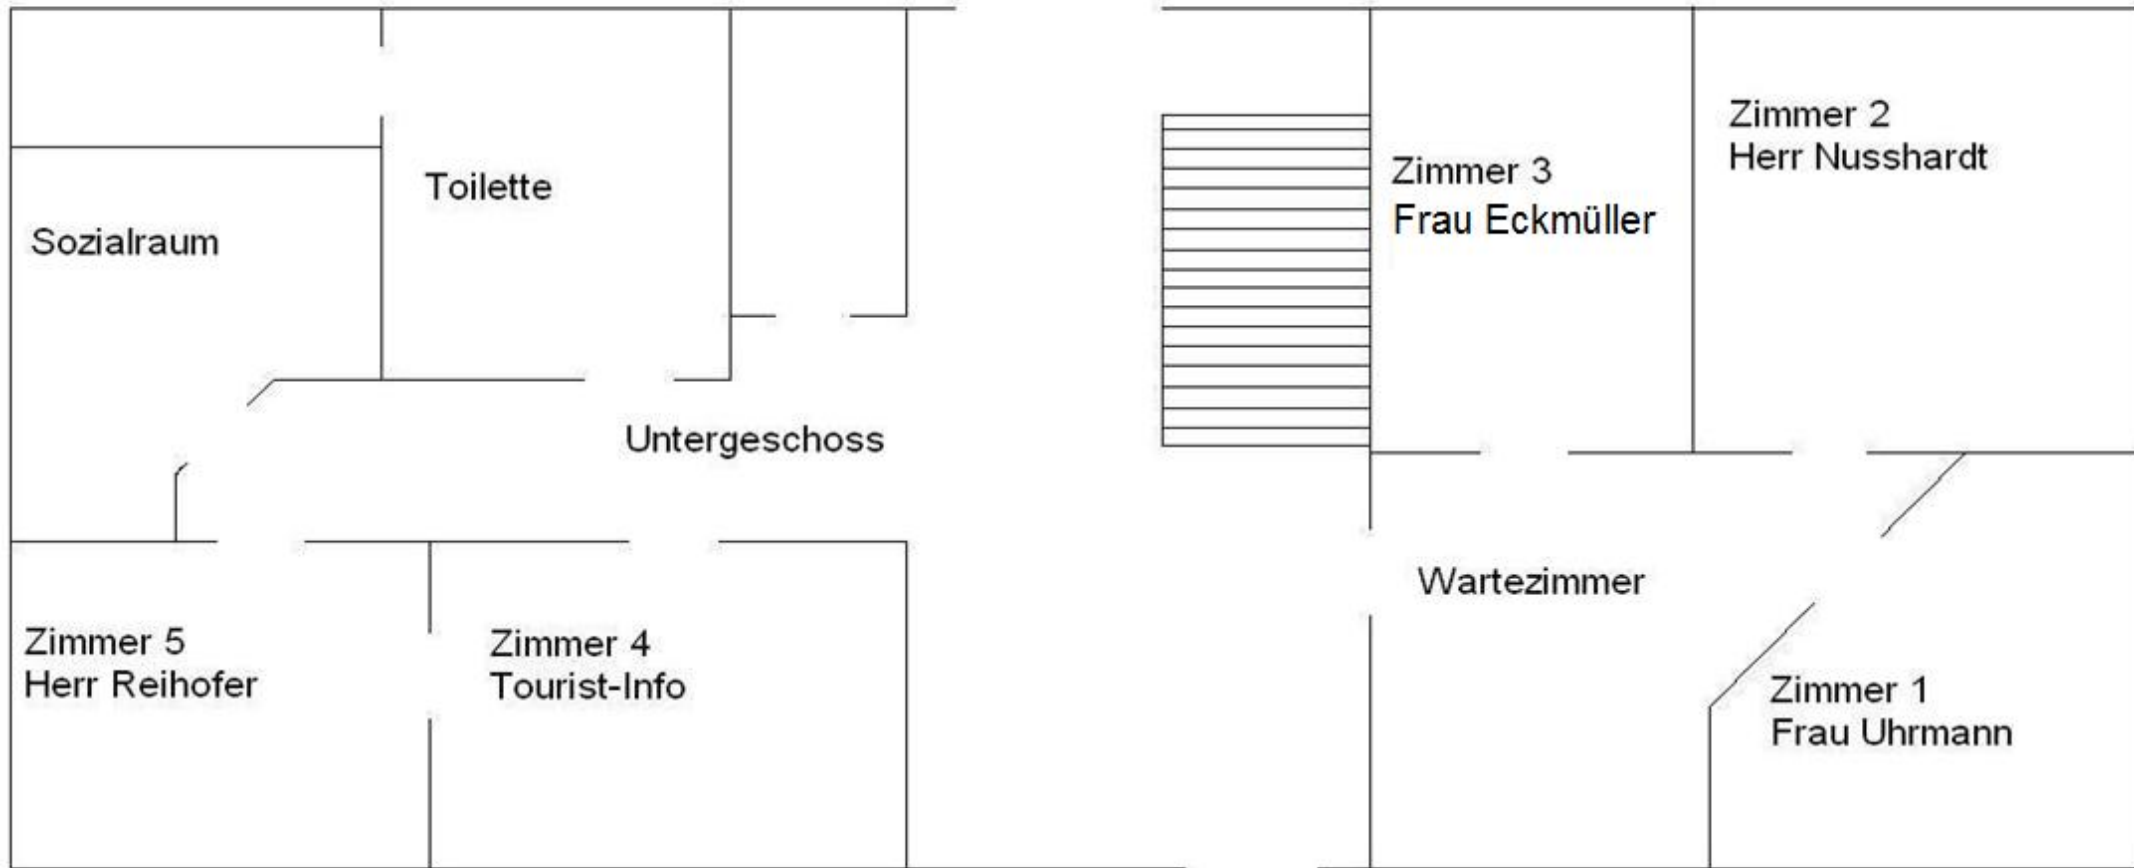 Toilette
Sozialraum
Untergeschoss
Zimmer 5
Herr Reihofer
Zimmer 4
Tourist-Info
Zimmer 3
Frau Eckmüller
Zimmer 2
Herr Nusshardt
Wartezimmer
Zimmer 1
Frau Uhrmann